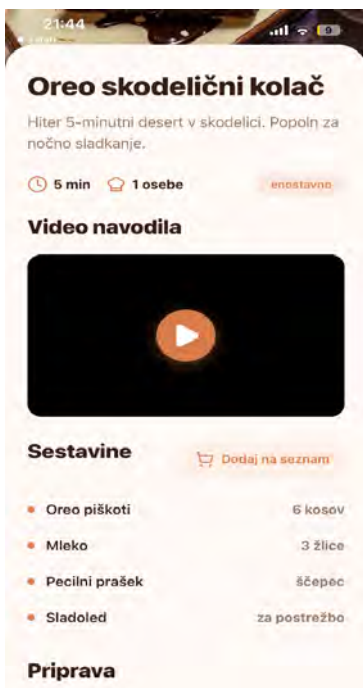 21:44
9
Oreo skodelični kolač
Hiter 5-minutni desert v skodelici. Popoln za
nočno sladkanje.
5 min 1 osebe enostavno
Video navodila
Sestavine Dodaj na seznam
Oreo piškoti 6 kosov
Mleko 3 žlice
Pecilni prašek ščepec
Sladoled za postrežbo
Priprava